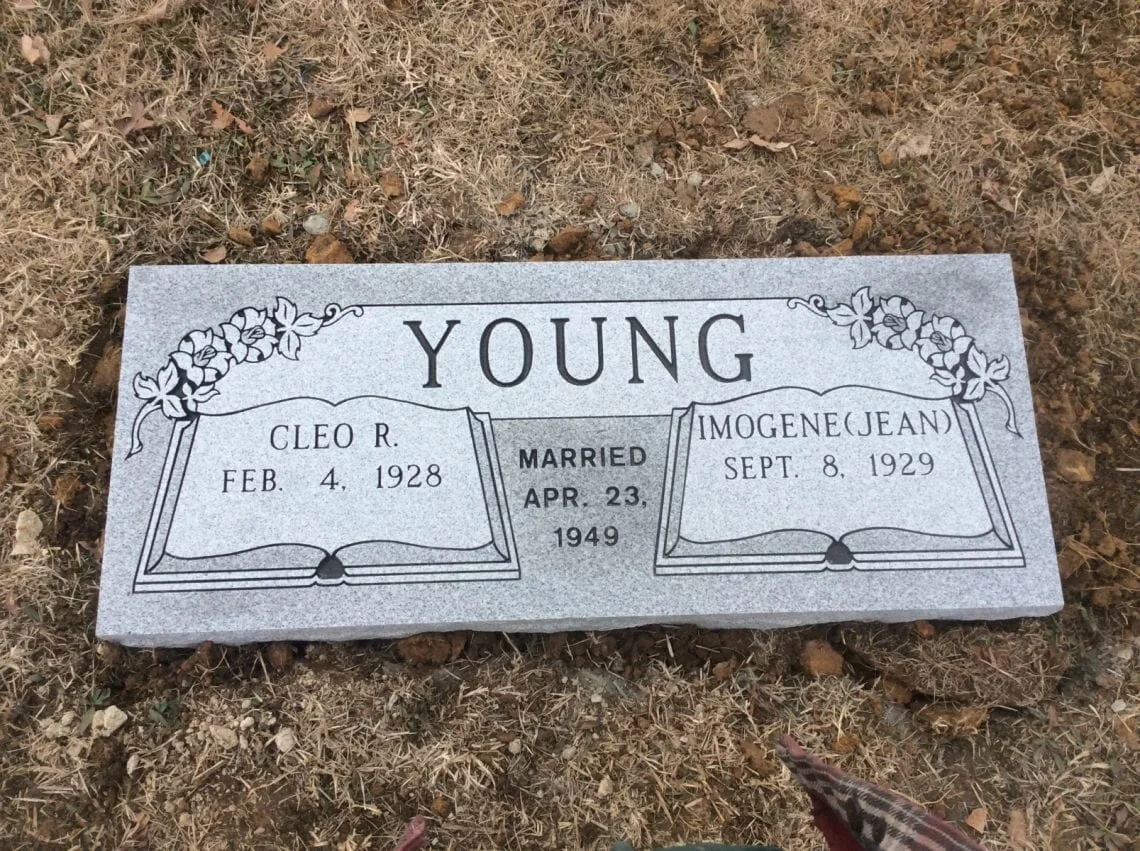 YOUNG
CLEO R.
FEB. 4, 1928
MARRIED
APR. 23,
1949
IMOGENE(JEAN)
SEPT. 8, 1929